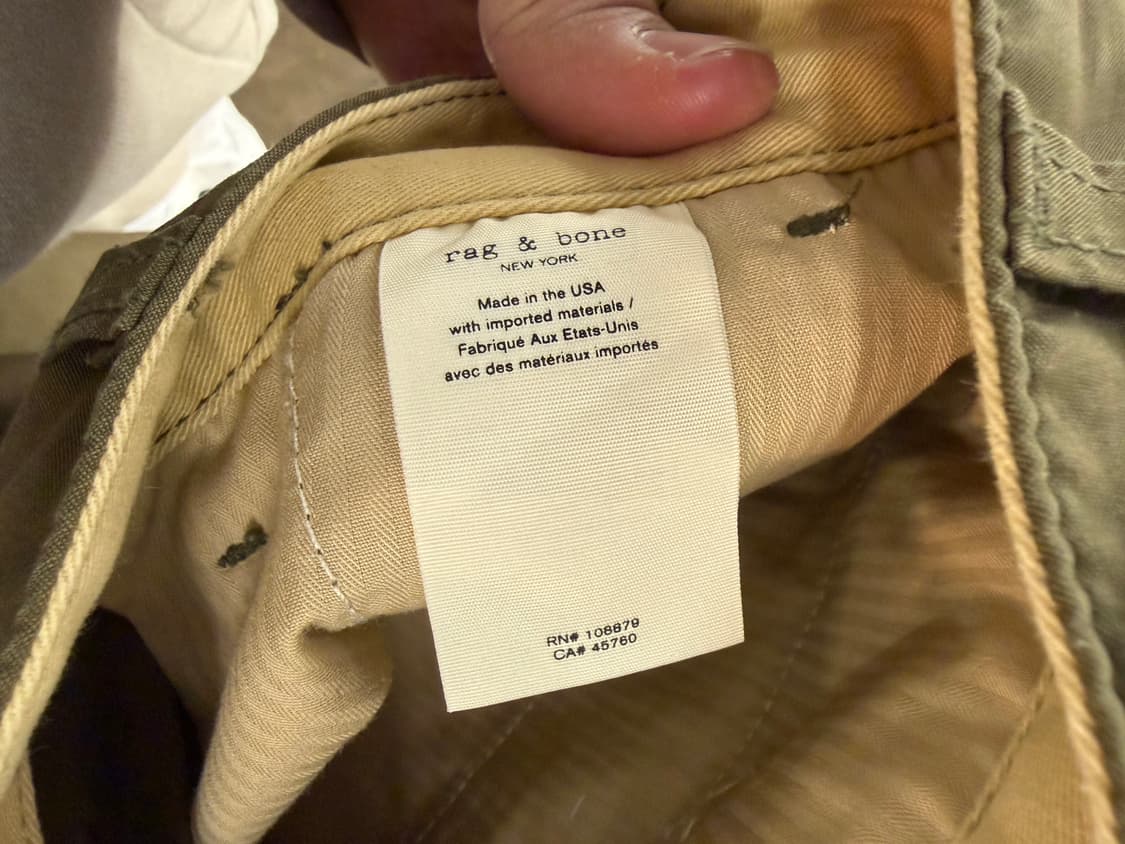 rag & bone
NEW YORK
Made in the USA
with imported materials /
Fabriqué Aux Etats-Unis
avec des matériaux importés
RN# 108879
CA# 45760